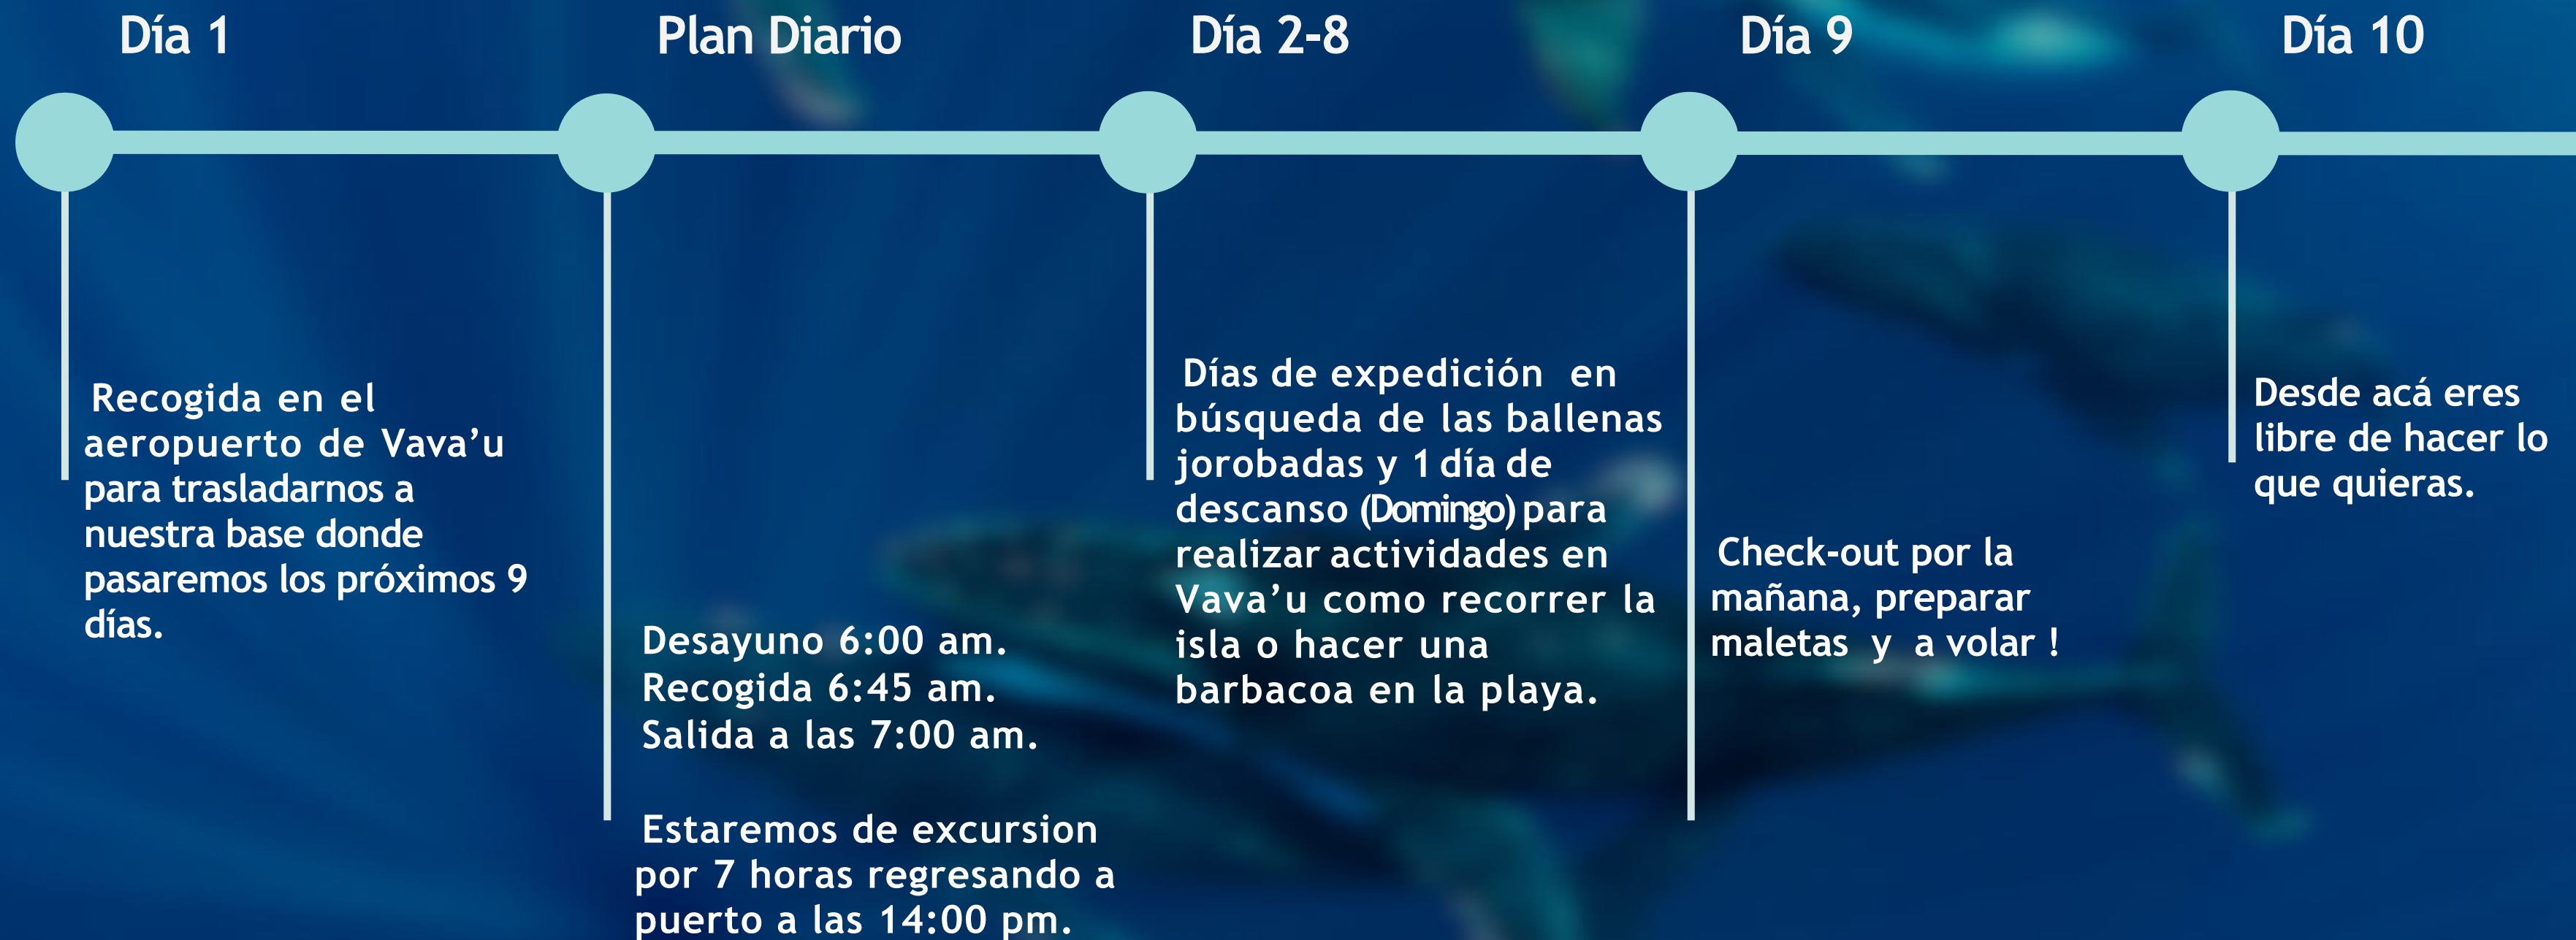 Día 1
Recogida en el
aeropuerto de Vava’u
para trasladarnos a
nuestra base donde
pasaremos los próximos 9
días.
Plan Diario
Desayuno 6:00 am.
Recogida 6:45 am.
Salida a las 7:00 am.
Estaremos de excursion
por 7 horas regresando a
puerto a las 14:00 pm.
Día 2-8
Días de expedición en
búsqueda de las ballenas
jorobadas y 1 día de
descanso (Domingo) para
realizar actividades en
Vava’u como recorrer la
isla o hacer una
barbacoa en la playa.
Día 9
Check-out por la
mañana, preparar
maletas y a volar !
Día 10
Desde acá eres
libre de hacer lo
que quieras.